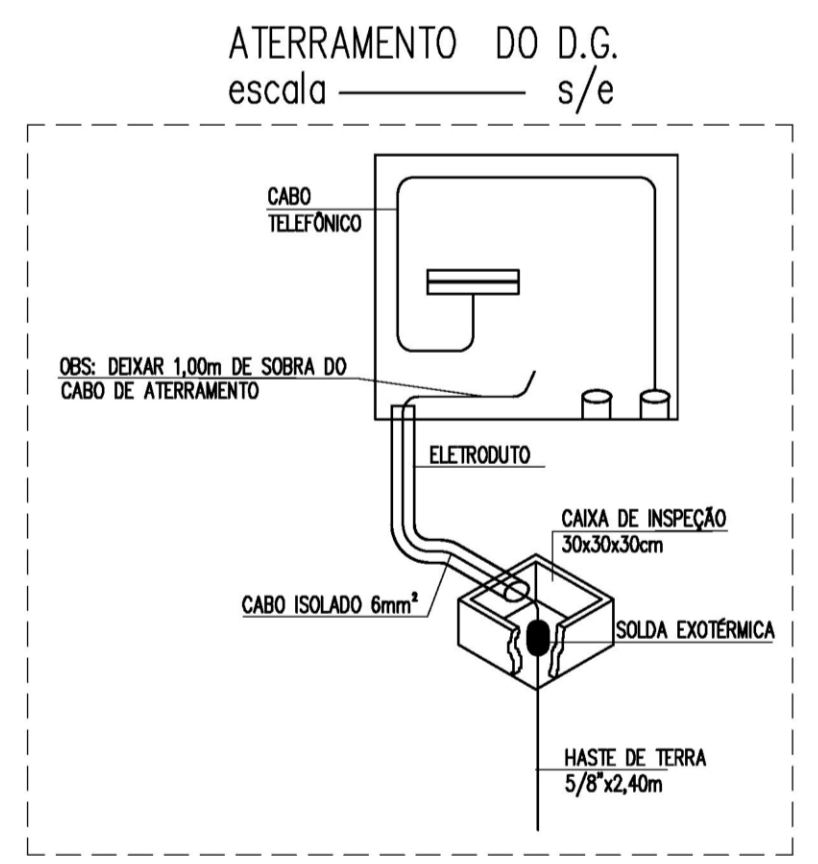 ATERRAMENTO DO D.G.
escala s/e
CABO
TELEFÔNICO
OBS: DEIXAR 1,00m DE SOBRA DO
CABO DE ATERRAMENTO
ELETRODUTO
CAIXA DE INSPEÇÃO
30x30x30cm
CABO ISOLADO 6mm²
SOLDA EXOTÉRMICA
HASTE DE TERRA
5/8"x2,40m